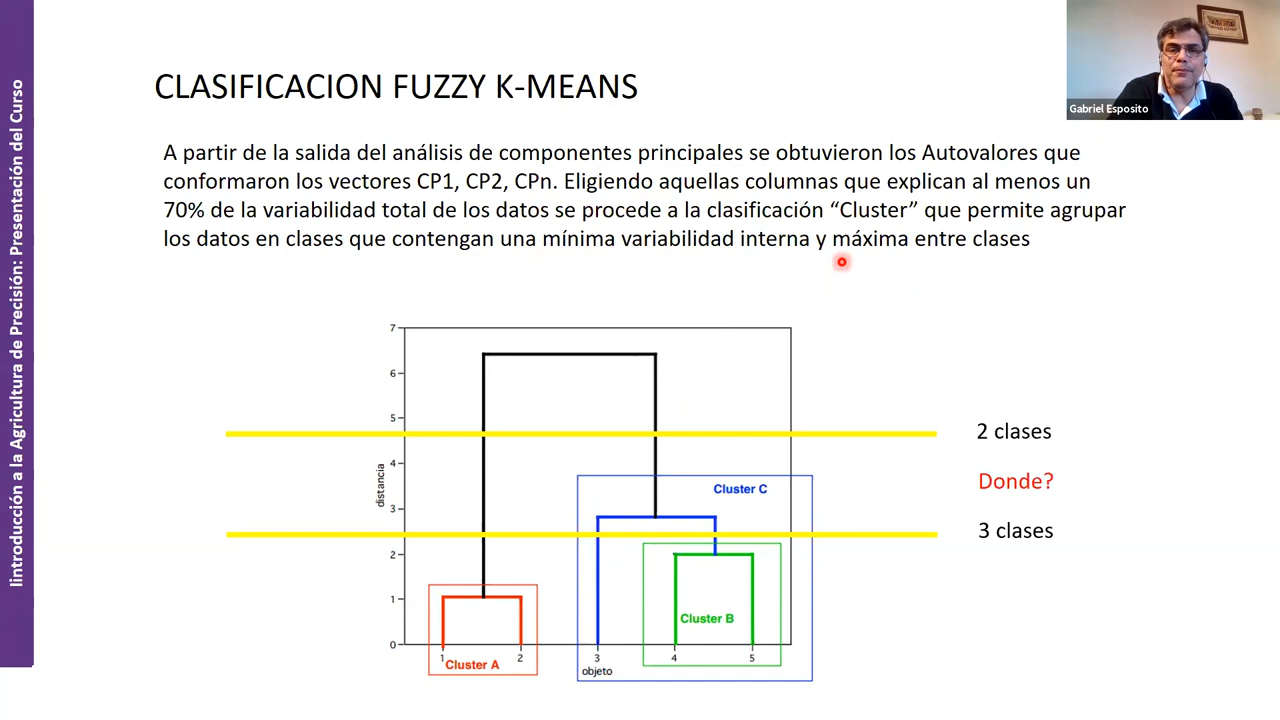 Iintroducción a la Agricultura de Precisión: Presentación del Curso
CLASIFICACION FUZZY K-MEANS
Gabriel Esposito
A partir de la salida del análisis de componentes principales se obtuvieron los Autovalores que
conformaron los vectores CP1, CP2, CPn. Eligiendo aquellas columnas que explican al menos un
70% de la variabilidad total de los datos se procede a la clasificación “Cluster” que permite agrupar
los datos en clases que contengan una mínima variabilidad interna y máxima entre clases
7
6
5
4
3
2
1
0
distancia
2 clases
Donde?
3 clases
Cluster C
Cluster B
Cluster A
1 2 3 4 5
objeto